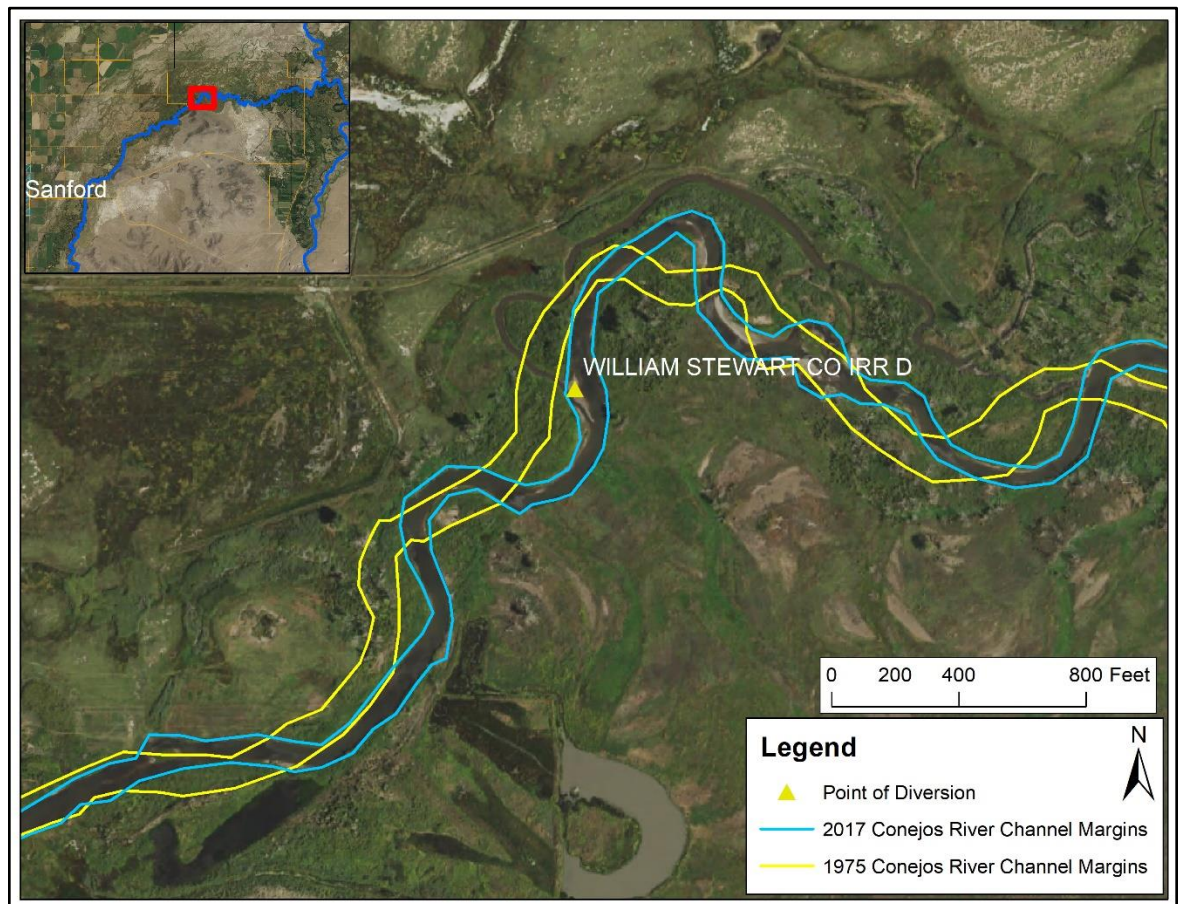 Sanford
WILLIAM STEWART CO IRR D
0 200 400 800 Feet
Legend
N
Point of Diversion
2017 Conejos River Channel Margins
1975 Conejos River Channel Margins